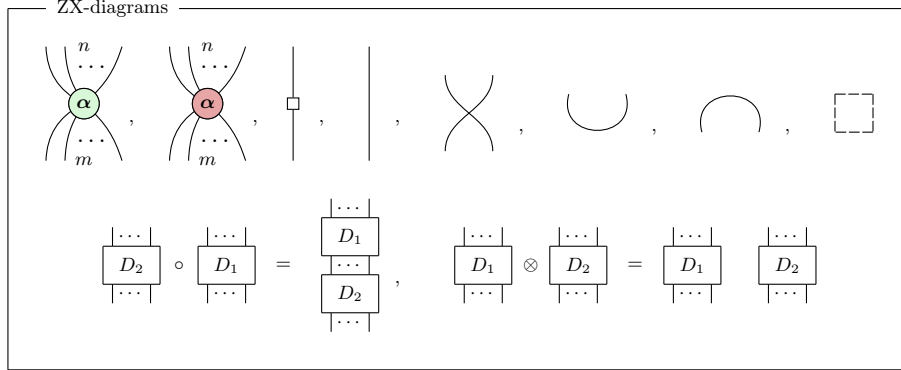 ZX-diagrams
n n
··· ···
α α
, , , , , , ,
··· ···
m m
···
··· ··· D₁ ··· ··· ··· ···
D₂ ∘ D₁ = ··· , D₁ ⊗ D₂ = D₁ D₂
··· ··· D₂ ··· ··· ··· ···
···